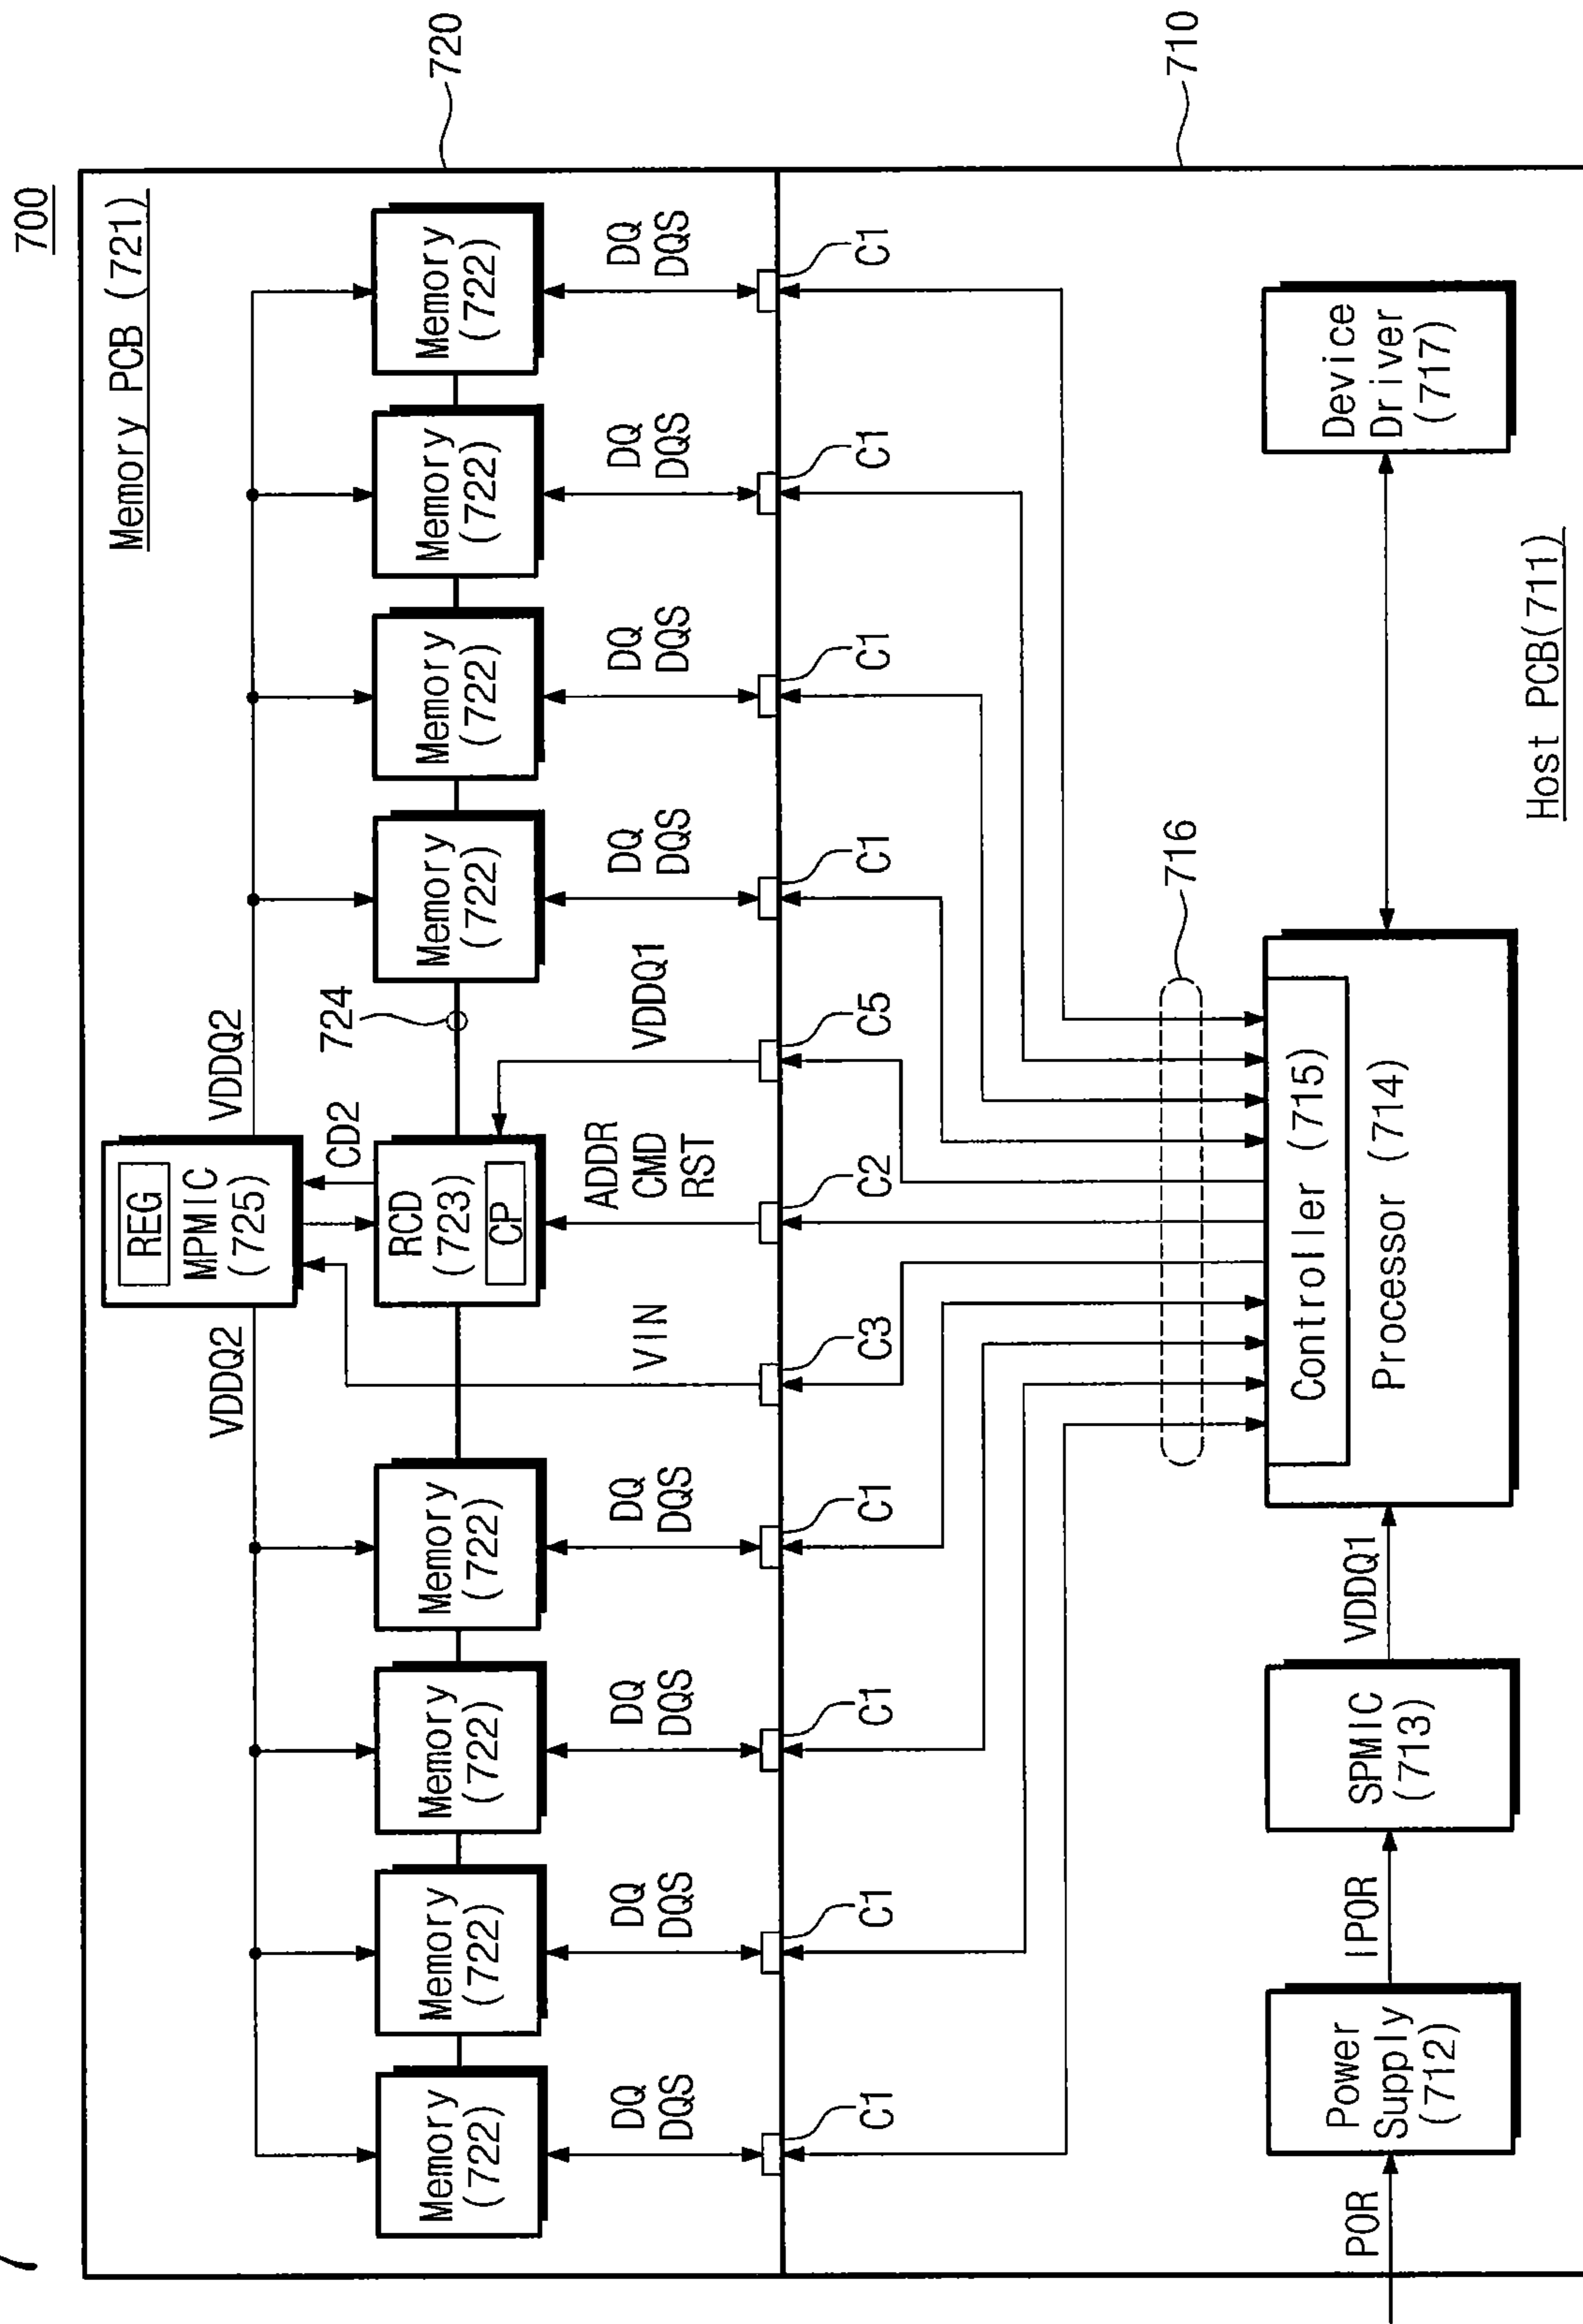 700
Memory PCB (721)
720
REG
MPMIC
(725)
VDDQ2
VDDQ2
CD2
724
Memory
(722)
Memory
(722)
Memory
(722)
Memory
(722)
RCD
(723)
CP
Memory
(722)
Memory
(722)
Memory
(722)
Memory
(722)
DQ
DQS
DQ
DQS
DQ
DQS
DQ
DQS
VIN
ADDR
CMD
RST
VDDQ1
DQ
DQS
DQ
DQS
DQ
DQS
DQ
DQS
C1
C1
C1
C1
C3
C2
C5
C1
C1
C1
C1
710
716
POR
Power
Supply
(712)
IPOR
SPMIC
(713)
VDDQ1
Controller (715)
Processor (714)
Device
Driver
(717)
Host PCB(711)